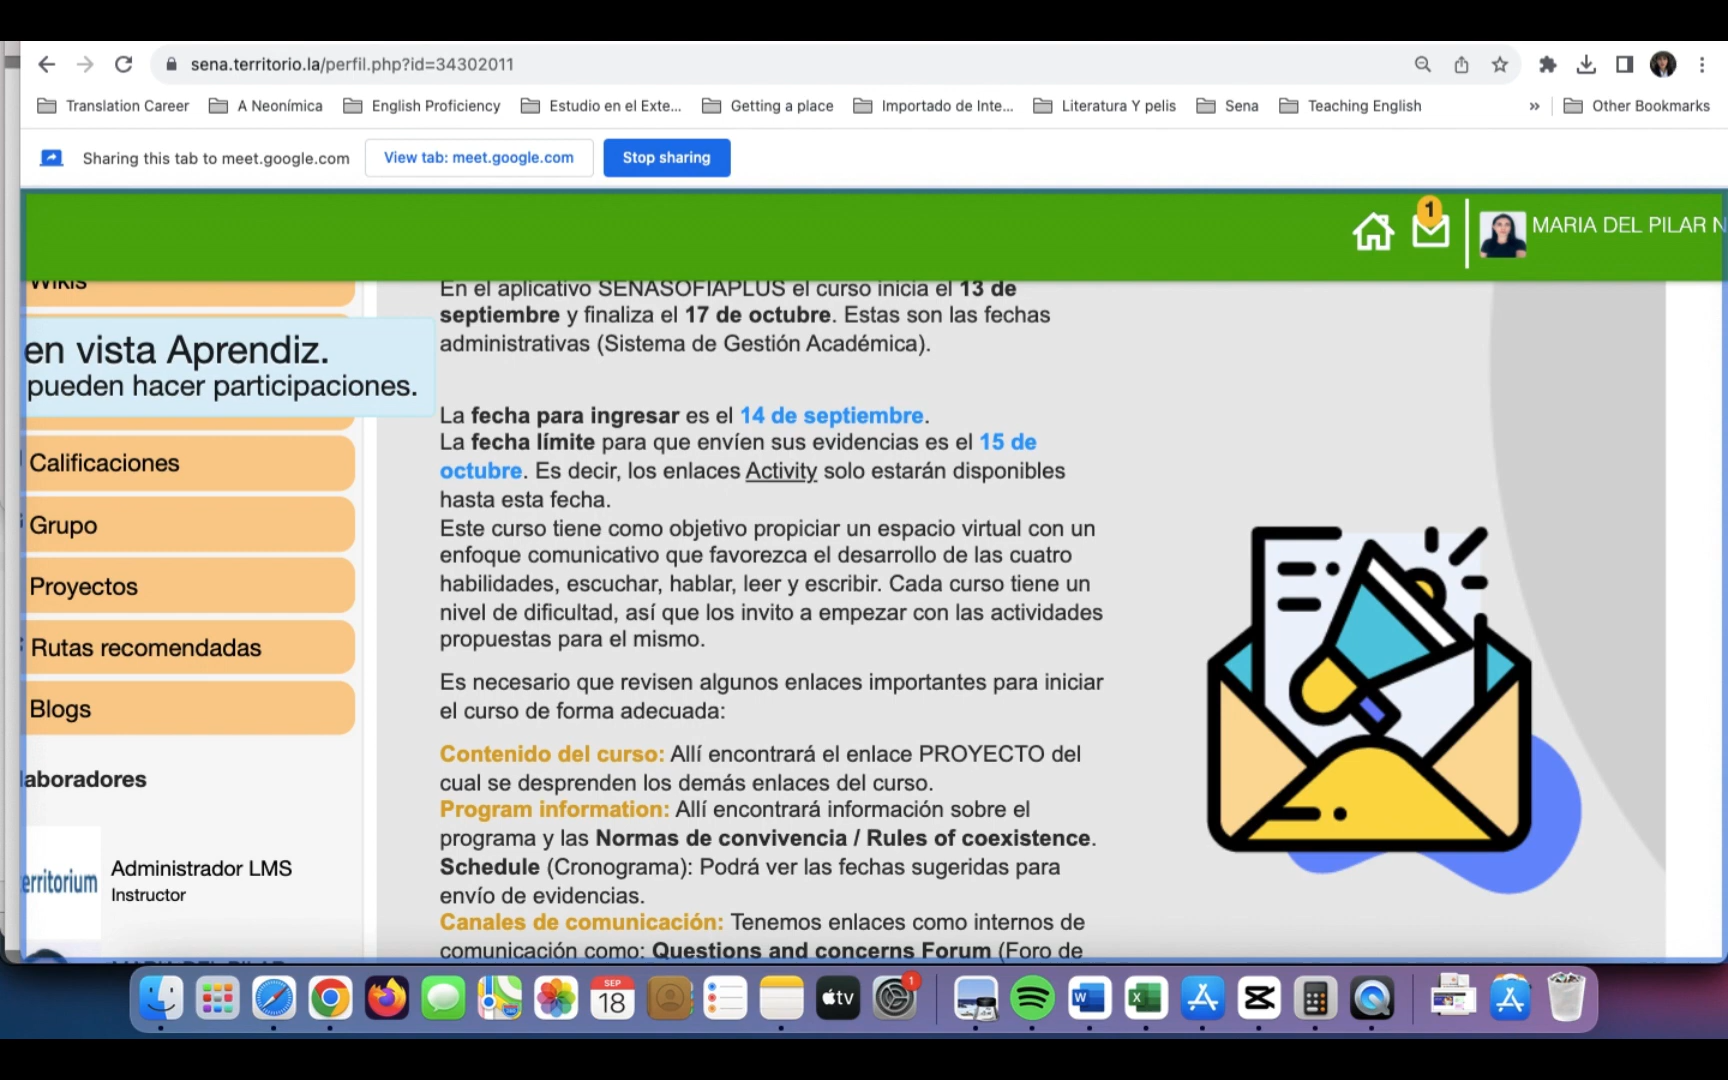 sena.territorio.la/perfil.php?id=34302011
Translation Career
A Neonímica
English Proficiency
Estudio en el Exte...
Getting a place
Importado de Inte...
Literatura Y pelis
Sena
Teaching English
»
Other Bookmarks
Sharing this tab to meet.google.com
View tab: meet.google.com
Stop sharing
1
MARIA DEL PILAR N
Wikis
en vista Aprendiz.
pueden hacer participaciones.
Calificaciones
Grupo
Proyectos
Rutas recomendadas
Blogs
laboradores
erritorium
Administrador LMS
Instructor
En el aplicativo SENASOFIAPLUS el curso inicia el 13 de
septiembre y finaliza el 17 de octubre. Estas son las fechas
administrativas (Sistema de Gestión Académica).
La fecha para ingresar es el 14 de septiembre.
La fecha límite para que envíen sus evidencias es el 15 de
octubre. Es decir, los enlaces Activity solo estarán disponibles
hasta esta fecha.
Este curso tiene como objetivo propiciar un espacio virtual con un
enfoque comunicativo que favorezca el desarrollo de las cuatro
habilidades, escuchar, hablar, leer y escribir. Cada curso tiene un
nivel de dificultad, así que los invito a empezar con las actividades
propuestas para el mismo.
Es necesario que revisen algunos enlaces importantes para iniciar
el curso de forma adecuada:
Contenido del curso: Allí encontrará el enlace PROYECTO del
cual se desprenden los demás enlaces del curso.
Program information: Allí encontrará información sobre el
programa y las Normas de convivencia / Rules of coexistence.
Schedule (Cronograma): Podrá ver las fechas sugeridas para
envío de evidencias.
Canales de comunicación: Tenemos enlaces como internos de
comunicación como: Questions and concerns Forum (Foro de
SEP
18
tv
1
W
X